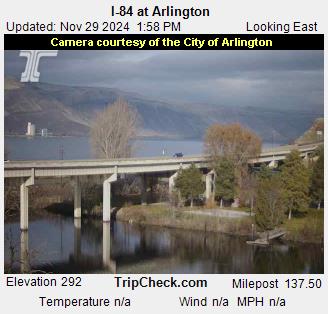 I-84 at Arlington
Updated: Nov 29 2024 1:58 PM Looking East
Camera courtesy of the City of Arlington
Elevation 292 TripCheck.com Milepost 137.50
Temperature n/a Wind n/a MPH n/a